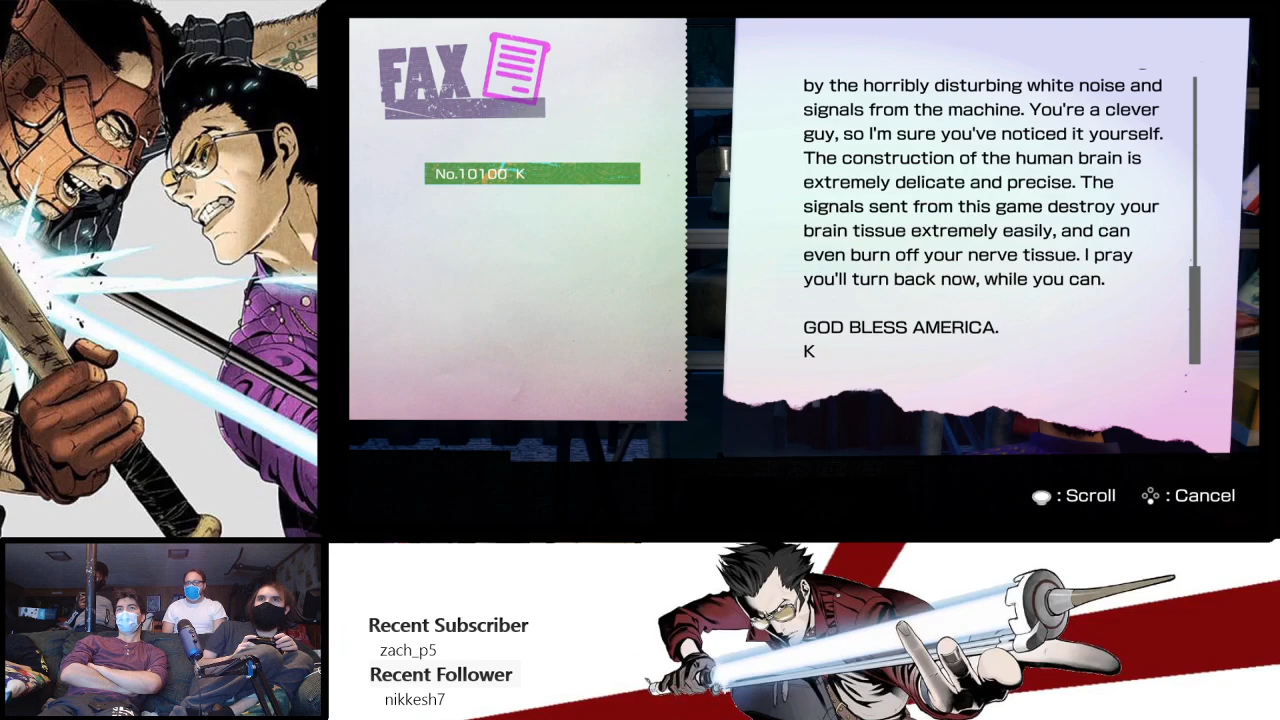 FAX
No.10100 K
by the horribly disturbing white noise and
signals from the machine. You're a clever
guy, so I'm sure you've noticed it yourself.
The construction of the human brain is
extremely delicate and precise. The
signals sent from this game destroy your
brain tissue extremely easily, and can
even burn off your nerve tissue. I pray
you'll turn back now, while you can.
GOD BLESS AMERICA.
K
: Scroll : Cancel
Recent Subscriber
zach_p5
Recent Follower
nikkesh7